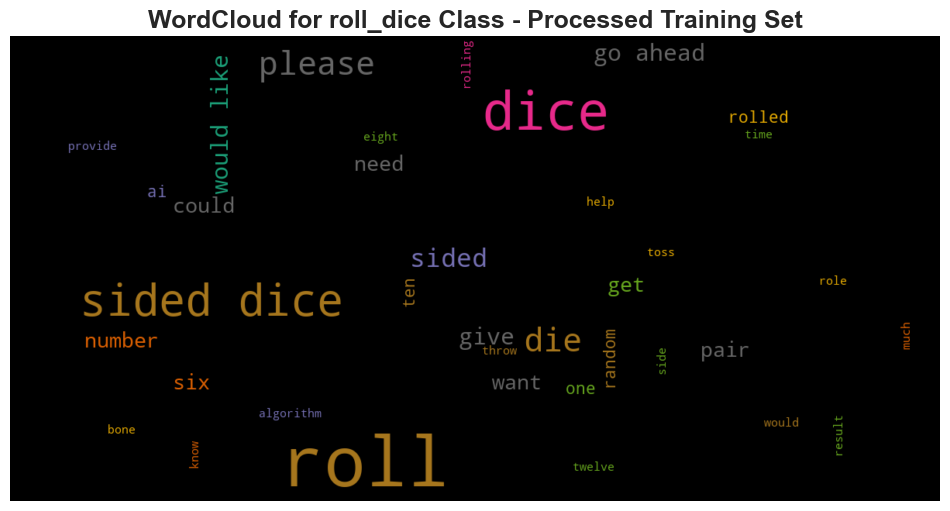 WordCloud for roll_dice Class - Processed Training Set
please
rolling
go ahead
would like
dice
rolled
time
eight
provide
need
ai
could
help
sided
toss
get
role
ten
sided dice
number
give
throw
die
random
side
pair
much
six
want
one
algorithm
bone
know
roll
would
result
twelve